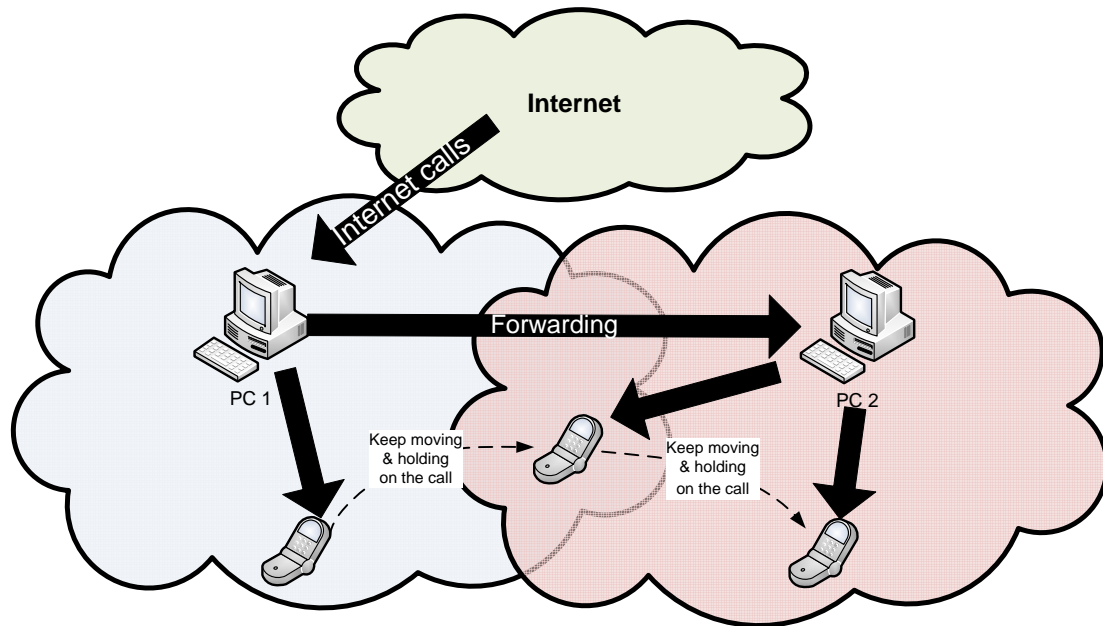 Internet
Internet calls
Forwarding
PC 1
PC 2
Keep moving
& holding
on the call
Keep moving
& holding
on the call